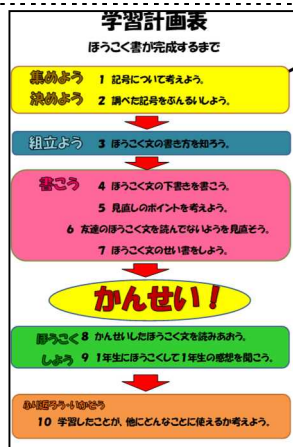 学習計画表
ほうこく書が完成するまで
集めよう 1 記号について考えよう。
決めよう 2 調べた記号をぶんるいしよう。
組立よう 3 ほうこく文の書き方を知ろう。
書こう 4 ほうこく文の下書きを書こう。
5 見直しのポイントを考えよう。
6 友達のほうこく文を読んでないようを見直そう。
7 ほうこく文のせい書をしよう。
かんせい!
ほうこく 8 かんせいしたほうこく文を読みあおう。
しよう 9 1年生にほうこくして1年生の感想を聞こう。
ふり返ろう・いかそう
10 学習したことが、他にどんなことに使えるか考えよう。